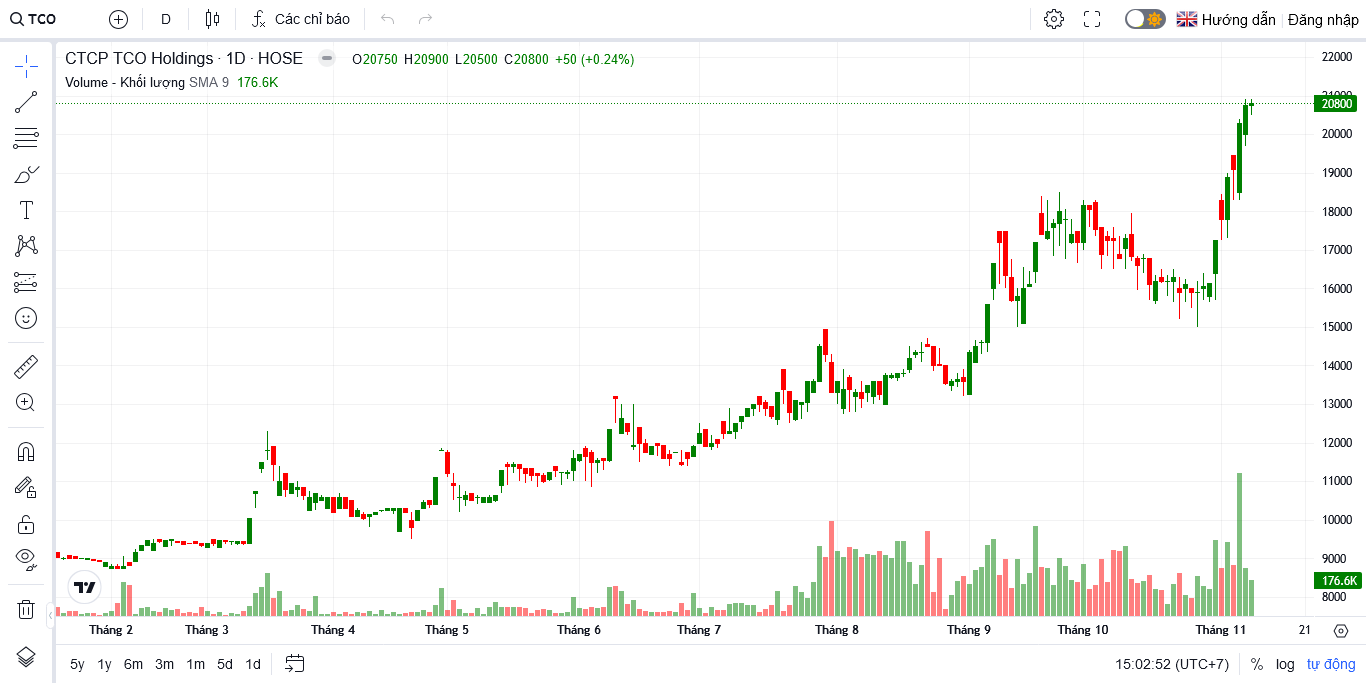 TCO D Các chỉ báo Hướng dẫn Đăng nhập
CTCP TCO Holdings · 1D · HOSE O20750 H20900 L20500 C20800 +50 (+0.24%)
Volume - Khối lượng SMA 9 176.6K
22000
21000
20800
20000
19000
18000
17000
16000
15000
14000
13000
12000
11000
10000
9000
176.6K
8000
Tháng 2 Tháng 3 Tháng 4 Tháng 5 Tháng 6 Tháng 7 Tháng 8 Tháng 9 Tháng 10 Tháng 11 21
5y 1y 6m 3m 1m 5d 1d 15:02:52 (UTC+7) % log tự động